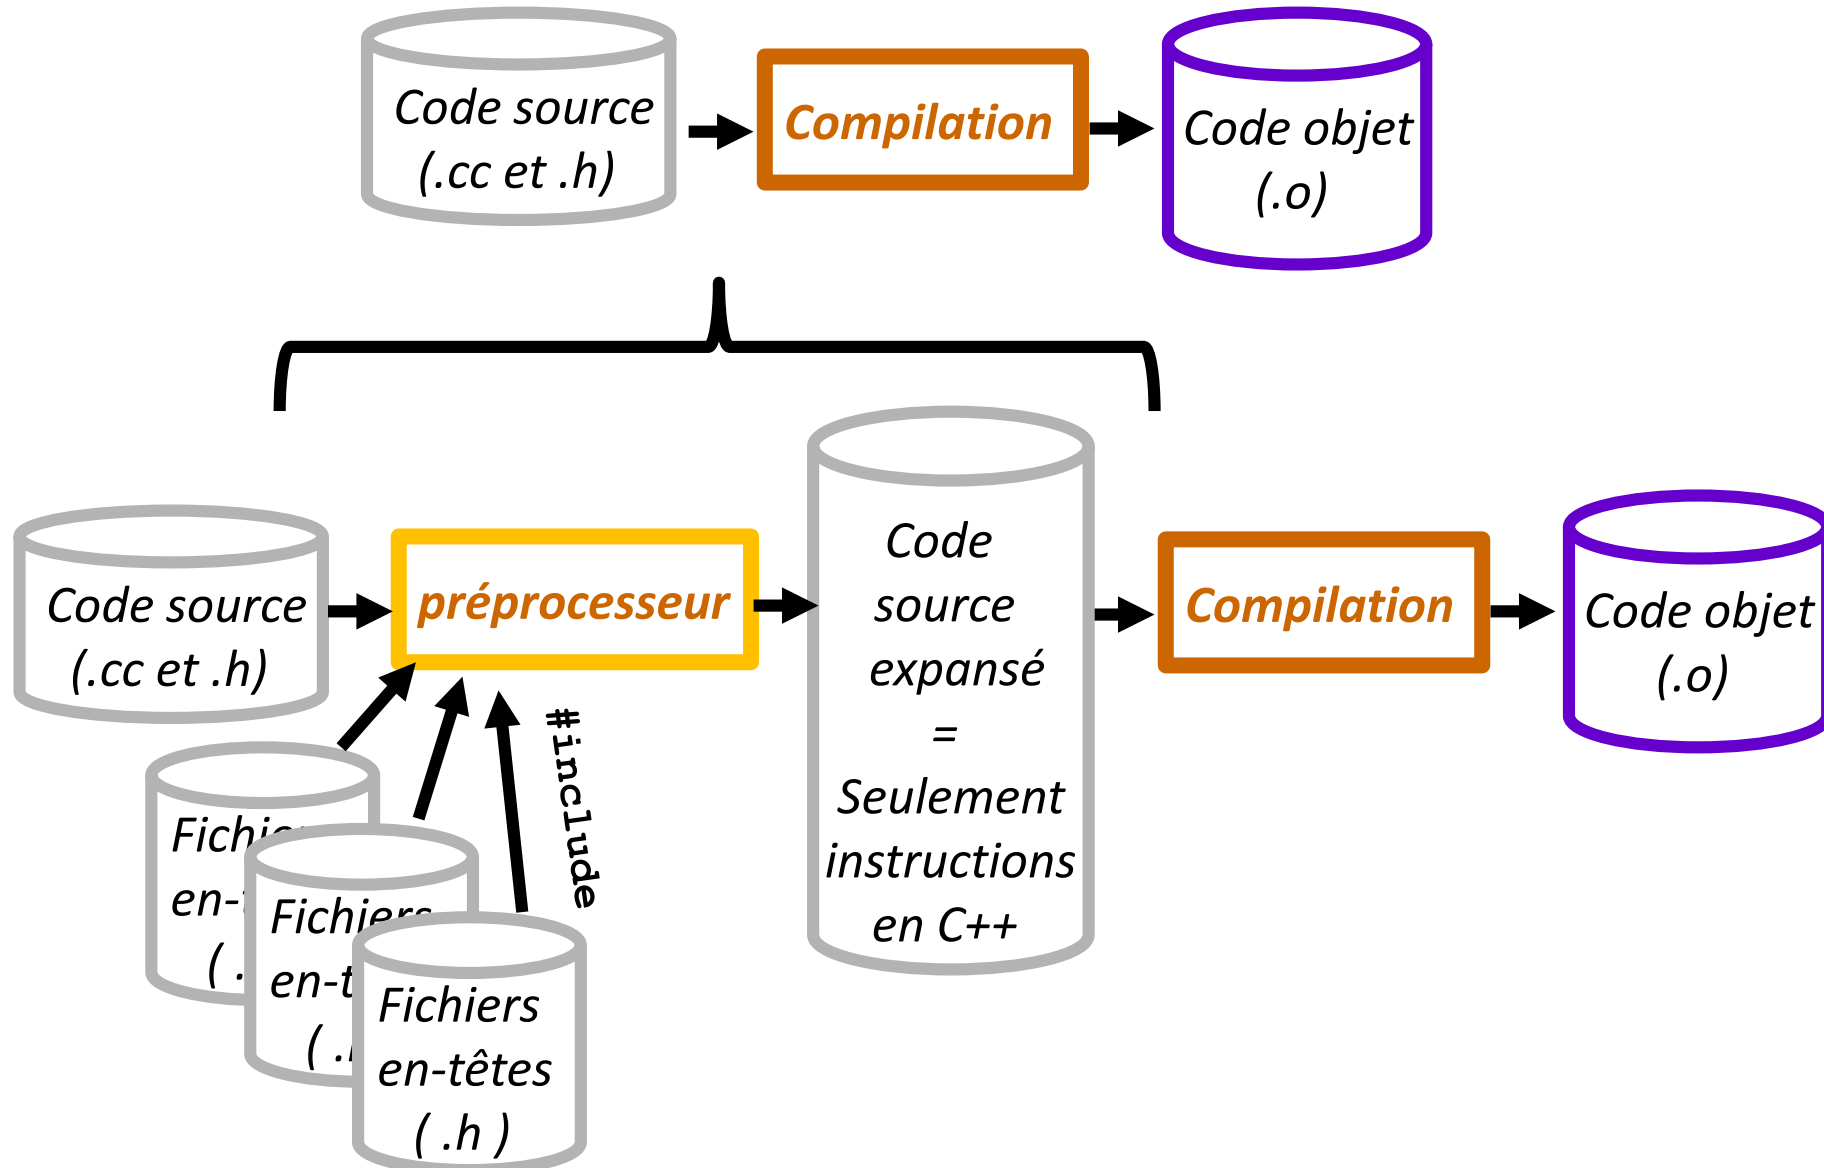 Code source
(.cc et .h)
Compilation
Code objet
(.o)
Code source
(.cc et .h)
préprocesseur
Code
source
expansé
=
Seulement
instructions
en C++
Compilation
Code objet
(.o)
#include
Fichiers
en-têtes
( .h )